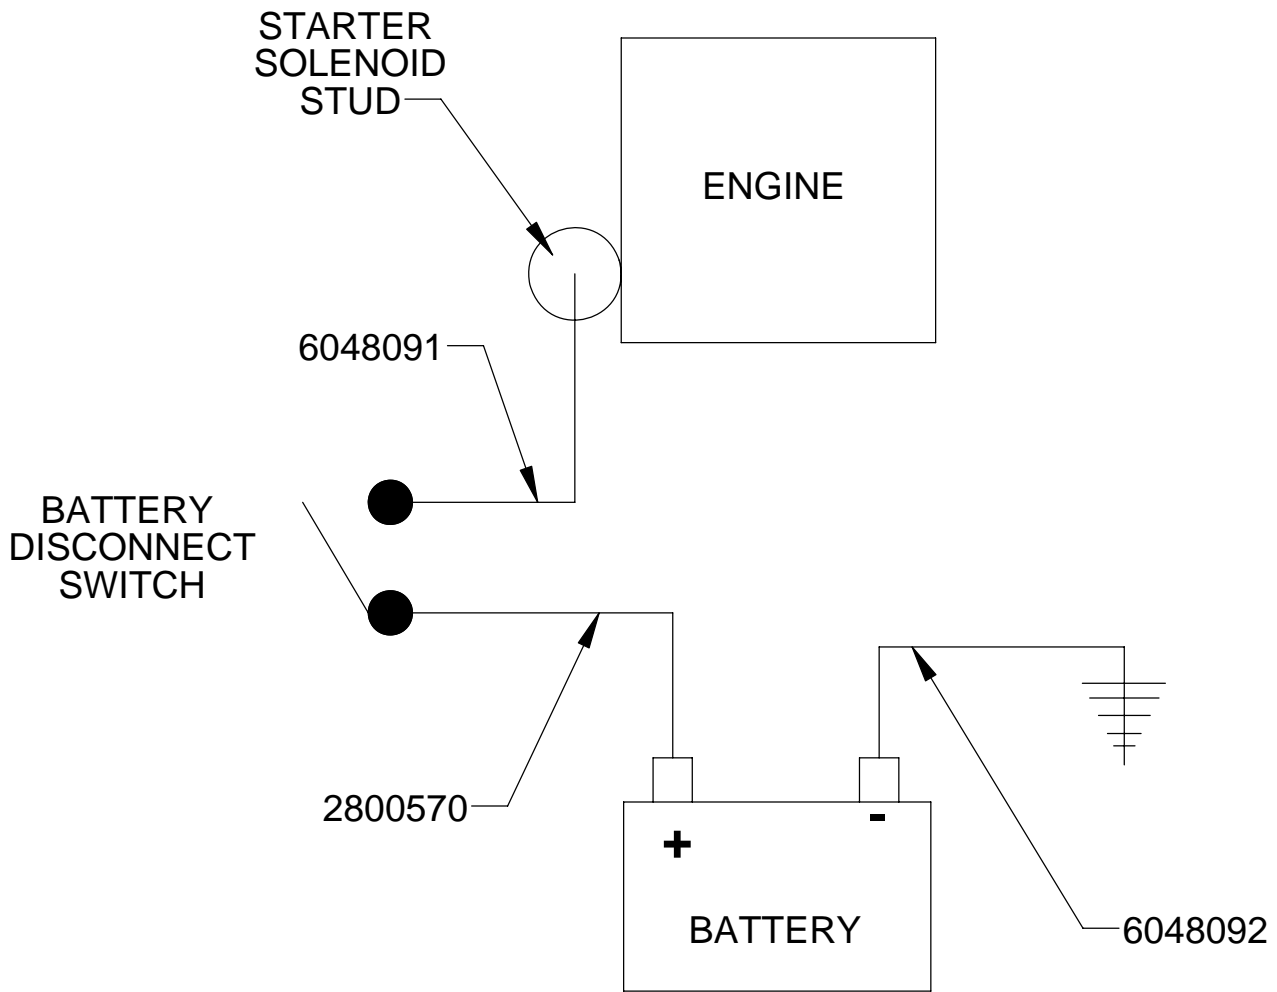 STARTER
SOLENOID
STUD
ENGINE
6048091
BATTERY
DISCONNECT
SWITCH
2800570
+
-
BATTERY
6048092